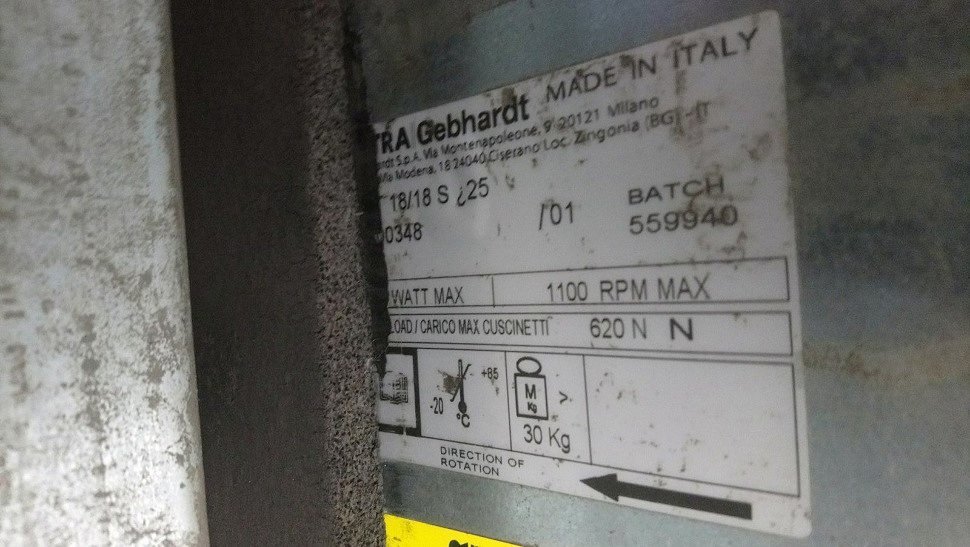 TRA Gebhardt MADE IN ITALY
ardt S.p.A. Via Montenapoleone, 9 20121 Milano
Via Modena, 18 24040 Ciserano Loc. Zingonia (BG) - IT
18/18 S ¿25
0348 /01
BATCH
559940
WATT MAX 1100 RPM MAX
LOAD / CARICO MAX CUSCINETTI 620 N N
+85
-20
°C
M
Kg
>
30 Kg
DIRECTION OF
ROTATION